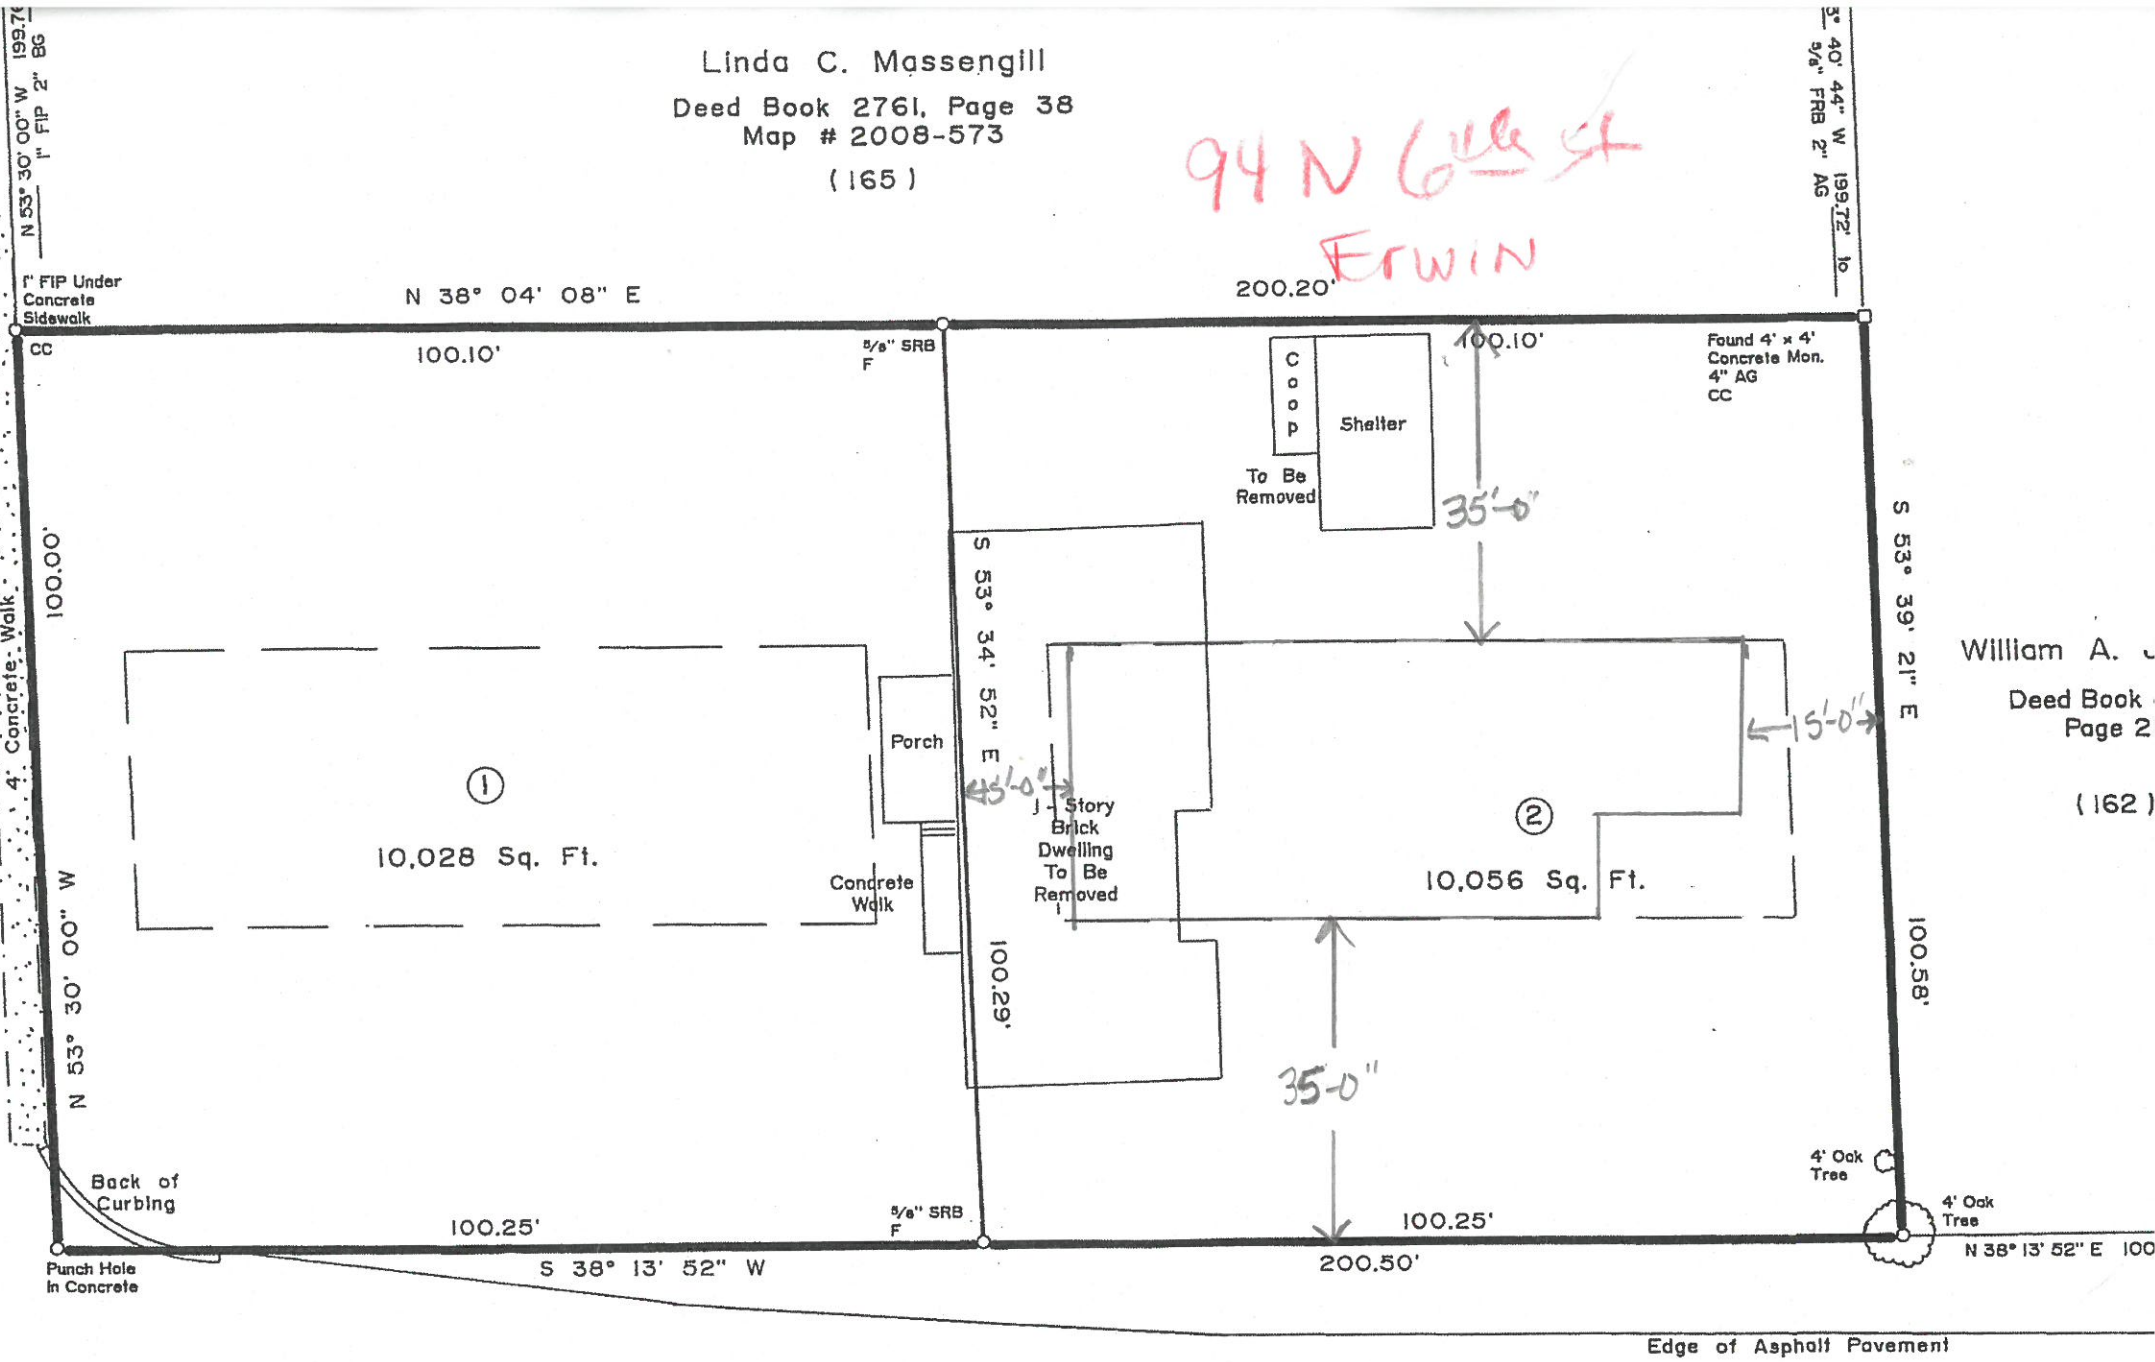 N 53° 30' 00" W 199.7
1" FIP 2" BG
Linda C. Massengill
Deed Book 2761, Page 38
Map # 2008-573
(165)
94 N 6th St
Erwin
40' 44" W 199.72' to
5/8" FRB 2" AG
1" FIP Under
Concrete
Sidewalk
N 38° 04' 08" E
200.20'
CC
100.10'
5/8" SRB
F
100.10'
Found 4' x 4'
Concrete Mon.
4" AG
CC
Coop
Shelter
To Be
Removed
35'-0"
4' Concrete Walk
100.00'
N 53° 30' 00" W
S 53° 34' 52" E
100.29'
S 53° 39' 21" E
100.58'
William A.
Deed Book
Page 2
(162)
Porch
15'-0"
15'-0"
1
10,028 Sq. Ft.
1 - Story
Brick
Dwelling
To Be
Removed
2
10,056 Sq. Ft.
Concrete
Walk
35-0"
Back of
Curbing
4' Oak
Tree
4' Oak
Tree
100.25'
5/8" SRB
F
100.25'
Punch Hole
In Concrete
S 38° 13' 52" W
200.50'
N 38° 13' 52" E 100
Edge of Asphalt Pavement